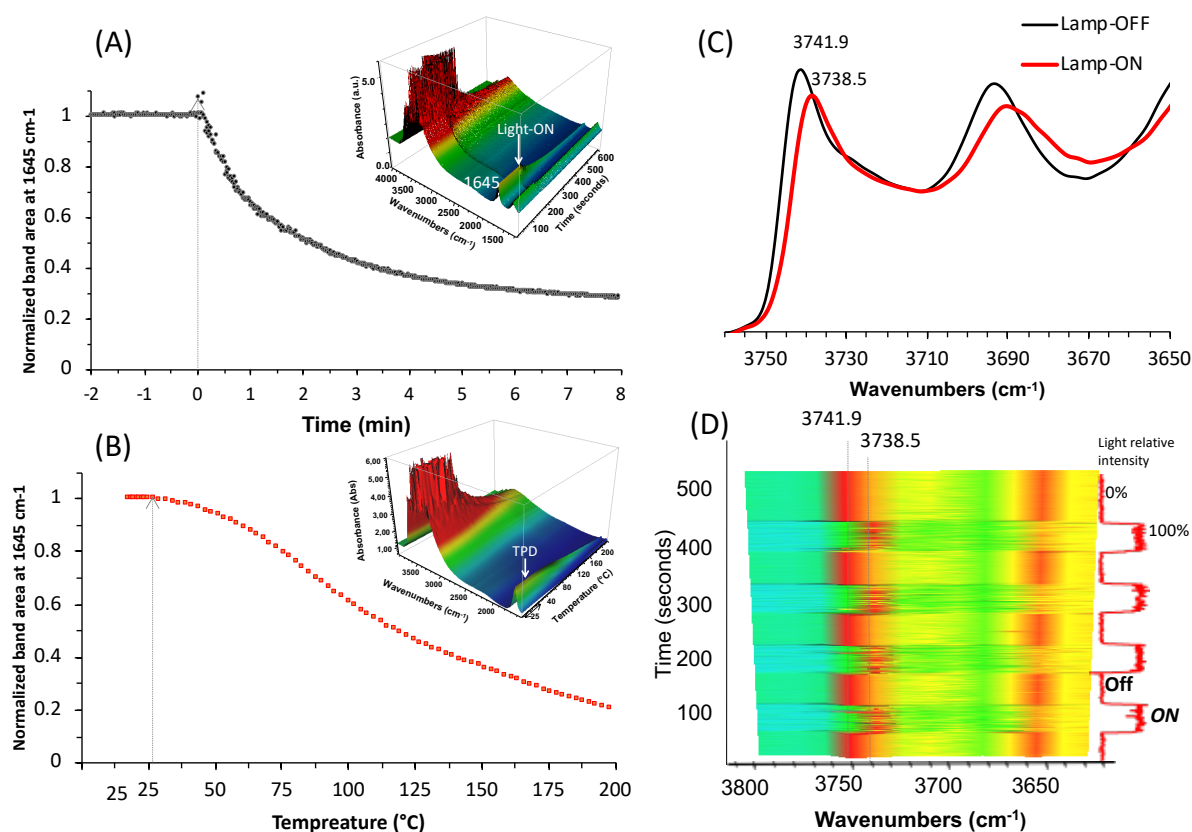 (A)
Normalized band area at 1645 cm-1
1
0.8
0.6
0.4
0.2
0
-2 -1 0 1 2 3 4 5 6 7 8
Time (min)
Absorbance (a.u.)
5.0
0.0
Light-ON
1645
4000 3500 3000 2500 2000 1500
Wavenumbers (cm⁻¹)
100 200 300 400 500 600
Time (seconds)
(B)
Normalized band area at 1645 cm-1
1
0.8
0.6
0.4
0.2
0
25 25 50 75 100 125 150 175 200
Tempreature (°C)
Absorbance (Abs)
6,00
5,00
4,00
3,00
2,00
1,00
TPD
3500 3000 2500 2000
Wavenumbers (cm⁻¹)
25 40 80 120 160 200
Temperature (°C)
(C)
3741.9
3738.5
Lamp-OFF
Lamp-ON
3750 3730 3710 3690 3670 3650
Wavenumbers (cm⁻¹)
(D)
3741.9
3738.5
Light relative
intensity
0%
100%
Off
ON
500
400
300
200
100
Time (seconds)
3800 3750 3700 3650
Wavenumbers (cm⁻¹)